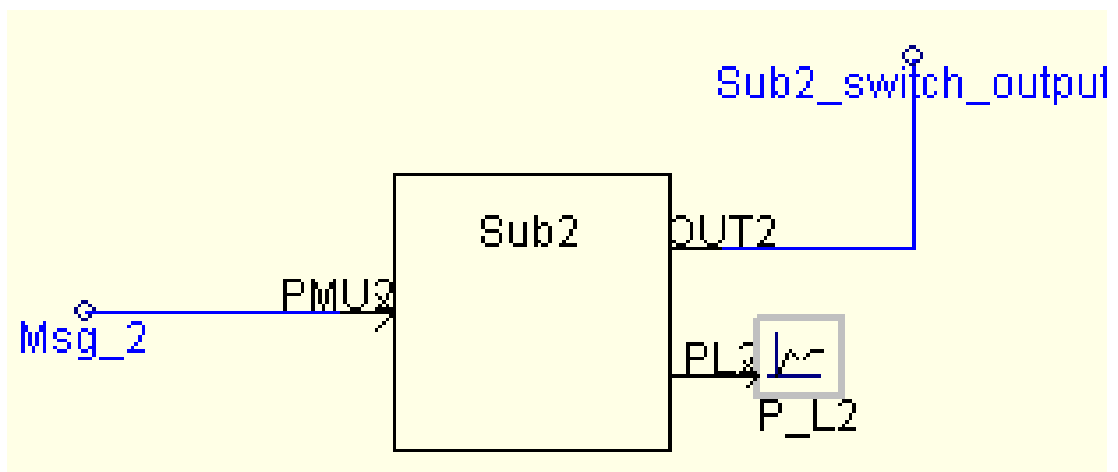 Sub2_switch_output
Sub2
OUT2
PMU2
Msg_2
PL2
P_L2